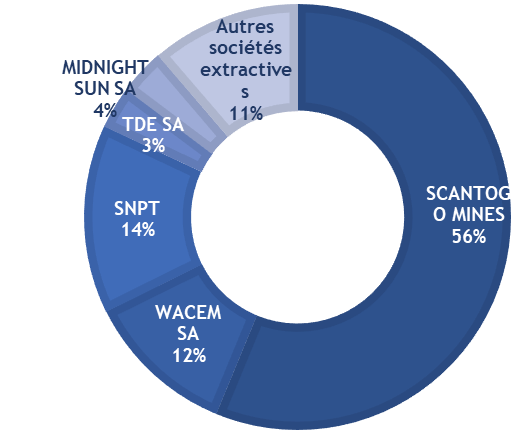 Autres
sociétés
extractive
s
11%
MIDNIGHT
SUN SA
4%
TDE SA
3%
SCANTOG
O MINES
56%
SNPT
14%
WACEM
SA
12%